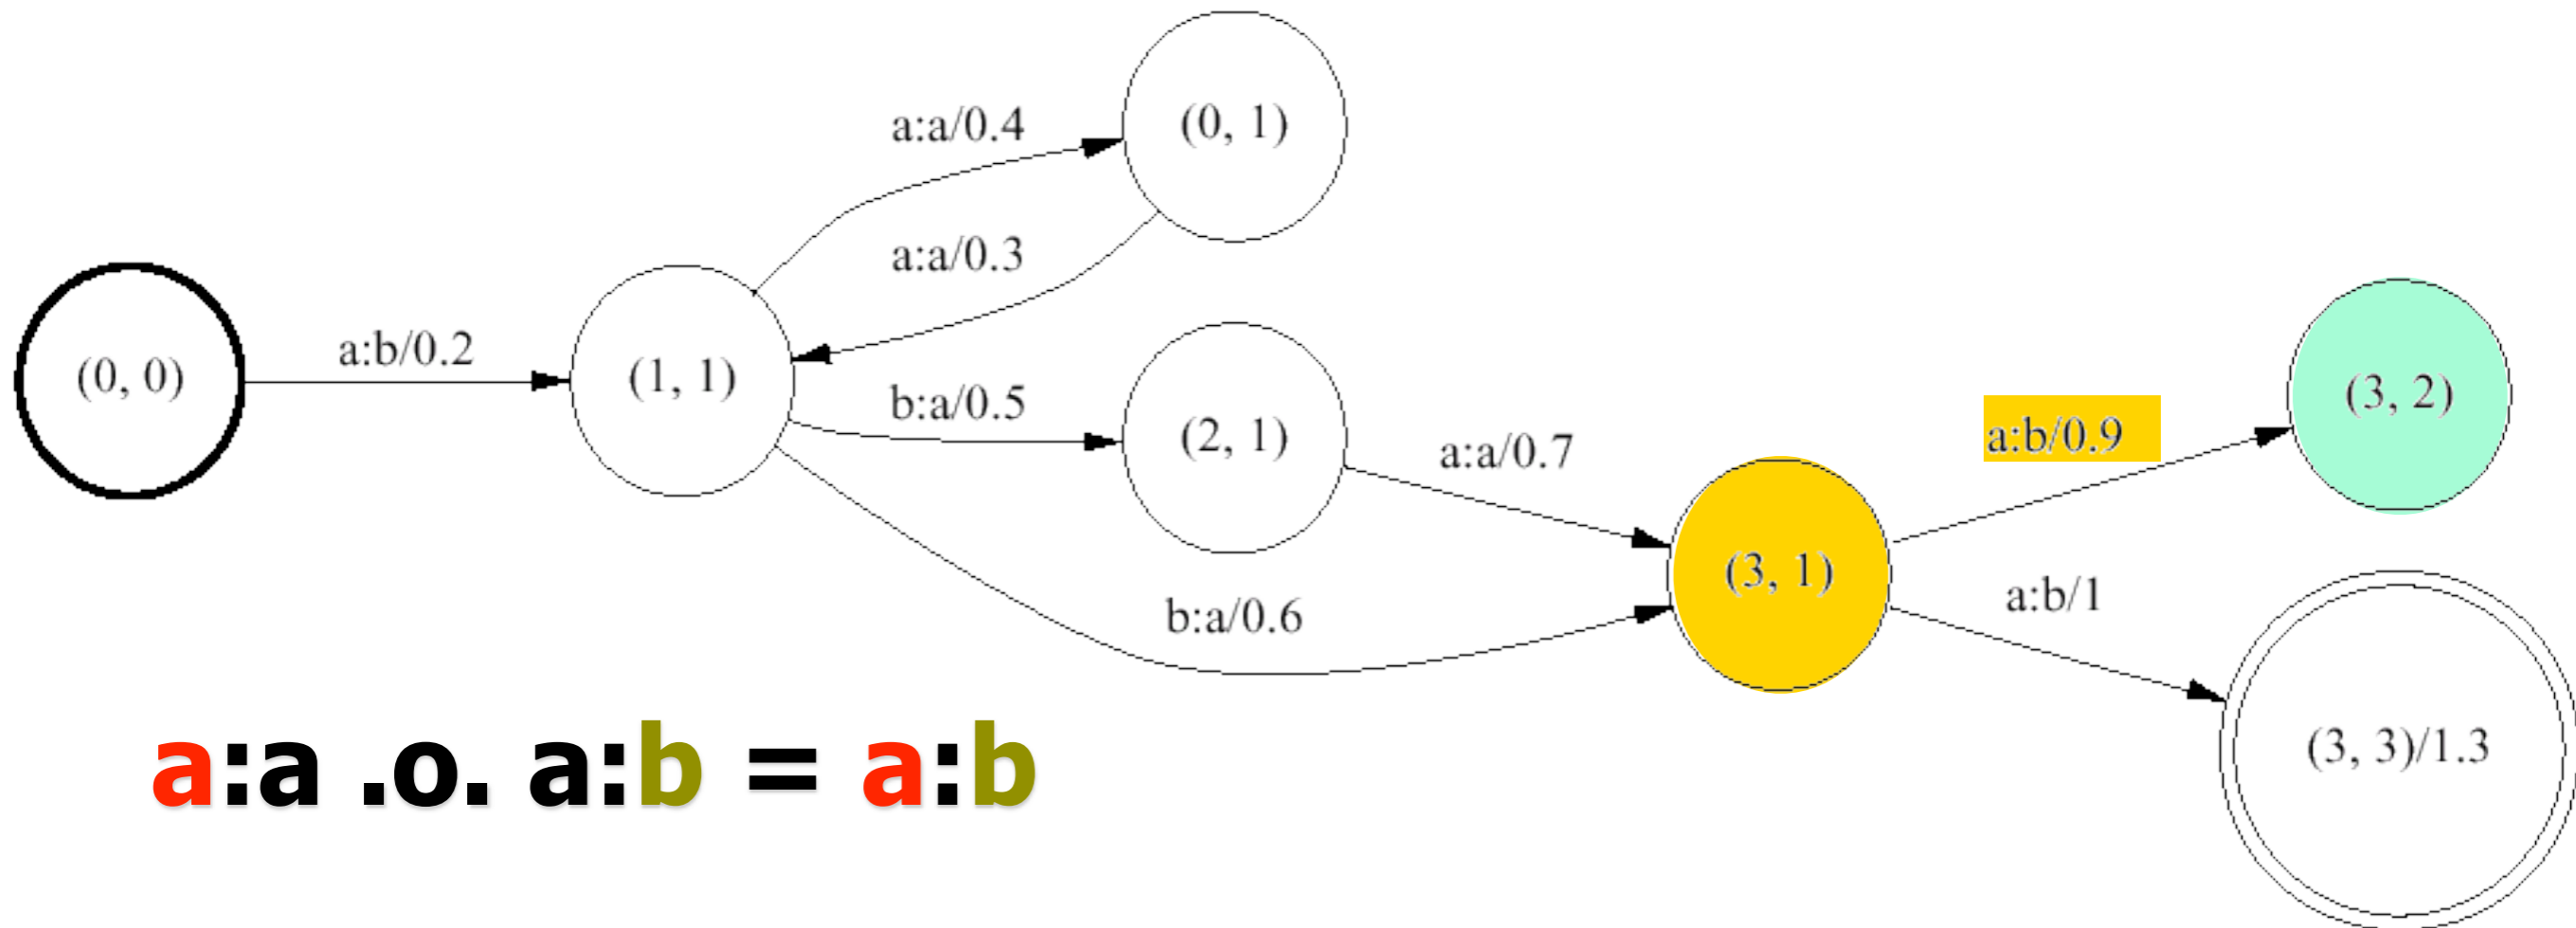 a:a/0.4
(0, 1)
a:a/0.3
(0, 0)
a:b/0.2
(1, 1)
b:a/0.5
(2, 1)
a:a/0.7
a:b/0.9
(3, 2)
b:a/0.6
(3, 1)
a:b/1
(3, 3)/1.3
a:a .o. a:b = a:b